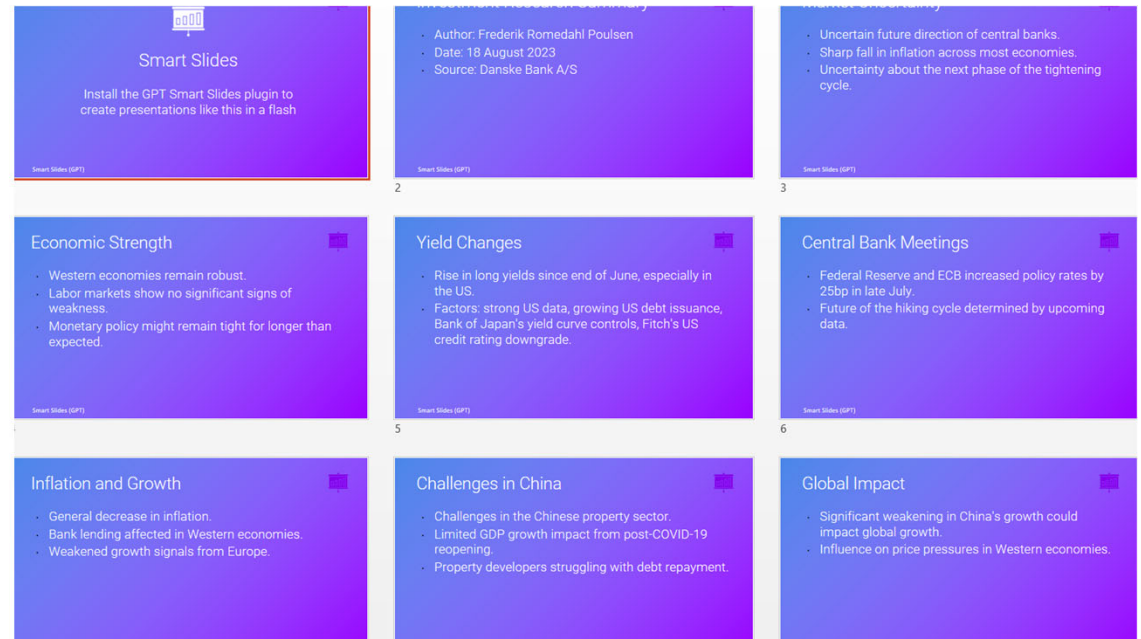 Smart Slides
Install the GPT Smart Slides plugin to
create presentations like this in a flash
Smart Slides (GPT)
Investment Research Summary
· Author: Frederik Romedahl Poulsen
· Date: 18 August 2023
· Source: Danske Bank A/S
Smart Slides (GPT)
2
Market Uncertainty
· Uncertain future direction of central banks.
· Sharp fall in inflation across most economies.
· Uncertainty about the next phase of the tightening
cycle.
Smart Slides (GPT)
3
Economic Strength
· Western economies remain robust.
· Labor markets show no significant signs of
weakness.
· Monetary policy might remain tight for longer than
expected.
Smart Slides (GPT)
Yield Changes
· Rise in long yields since end of June, especially in
the US.
· Factors: strong US data, growing US debt issuance,
Bank of Japan's yield curve controls, Fitch's US
credit rating downgrade.
Smart Slides (GPT)
5
Central Bank Meetings
· Federal Reserve and ECB increased policy rates by
25bp in late July.
· Future of the hiking cycle determined by upcoming
data.
Smart Slides (GPT)
6
Inflation and Growth
· General decrease in inflation.
· Bank lending affected in Western economies.
· Weakened growth signals from Europe.
Challenges in China
· Challenges in the Chinese property sector.
· Limited GDP growth impact from post-COVID-19
reopening.
· Property developers struggling with debt repayment.
Global Impact
· Significant weakening in China's growth could
impact global growth.
· Influence on price pressures in Western economies.